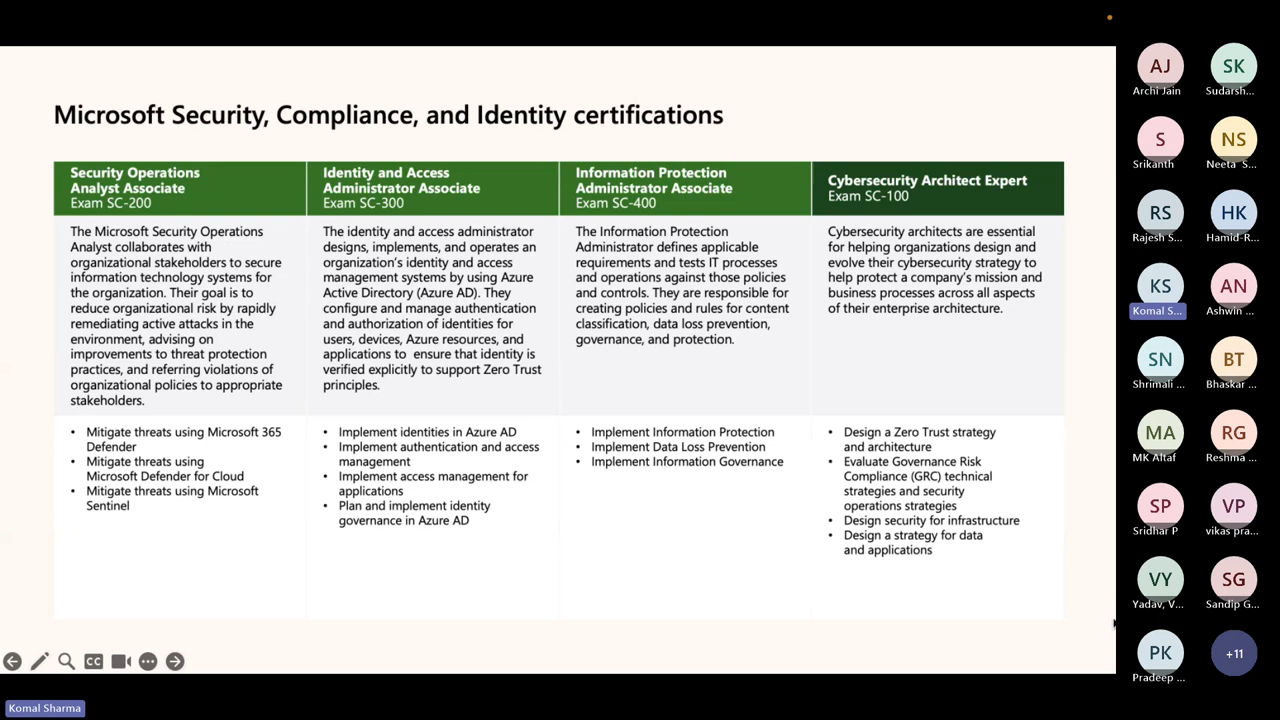 Microsoft Security, Compliance, and Identity certifications
Security Operations
Analyst Associate
Exam SC-200
The Microsoft Security Operations
Analyst collaborates with
organizational stakeholders to secure
information technology systems for
the organization. Their goal is to
reduce organizational risk by rapidly
remediating active attacks in the
environment, advising on
improvements to threat protection
practices, and referring violations of
organizational policies to appropriate
stakeholders.
• Mitigate threats using Microsoft 365
Defender
• Mitigate threats using
Microsoft Defender for Cloud
• Mitigate threats using Microsoft
Sentinel
Identity and Access
Administrator Associate
Exam SC-300
The identity and access administrator
designs, implements, and operates an
organization's identity and access
management systems by using Azure
Active Directory (Azure AD). They
configure and manage authentication
and authorization of identities for
users, devices, Azure resources, and
applications to ensure that identity is
verified explicitly to support Zero Trust
principles.
• Implement identities in Azure AD
• Implement authentication and access
management
• Implement access management for
applications
• Plan and implement identity
governance in Azure AD
Information Protection
Administrator Associate
Exam SC-400
The Information Protection
Administrator defines applicable
requirements and tests IT processes
and operations against those policies
and controls. They are responsible for
creating policies and rules for content
classification, data loss prevention,
governance, and protection.
• Implement Information Protection
• Implement Data Loss Prevention
• Implement Information Governance
Cybersecurity Architect Expert
Exam SC-100
Cybersecurity architects are essential
for helping organizations design and
evolve their cybersecurity strategy to
help protect a company's mission and
business processes across all aspects
of their enterprise architecture.
• Design a Zero Trust strategy
and architecture
• Evaluate Governance Risk
Compliance (GRC) technical
strategies and security
operations strategies
• Design security for infrastructure
• Design a strategy for data
and applications
CC
Komal Sharma
AJ
Archi Jain
SK
Sudarsh...
S
Srikanth
NS
Neeta S...
RS
Rajesh S...
HK
Hamid-R...
KS
Komal S...
AN
Ashwin ...
SN
Shrimali ...
BT
Bhaskar ...
MA
MK Altaf
RG
Reshma ...
SP
Sridhar P
VP
vikas pra...
VY
Yadav, V...
SG
Sandip G...
PK
Pradeep ...
+11